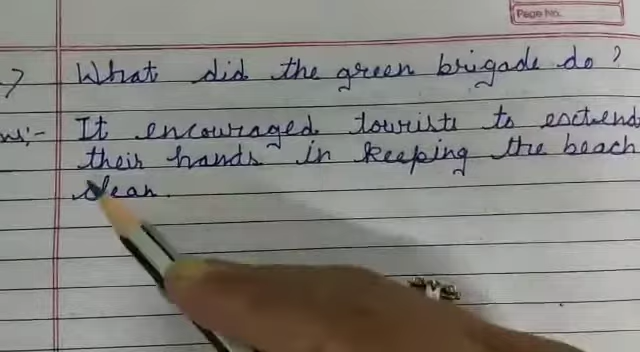 Page No.
What did the green brigade do?
Ans:- It encouraged tourists to extend
their hands in keeping the beach
clean.